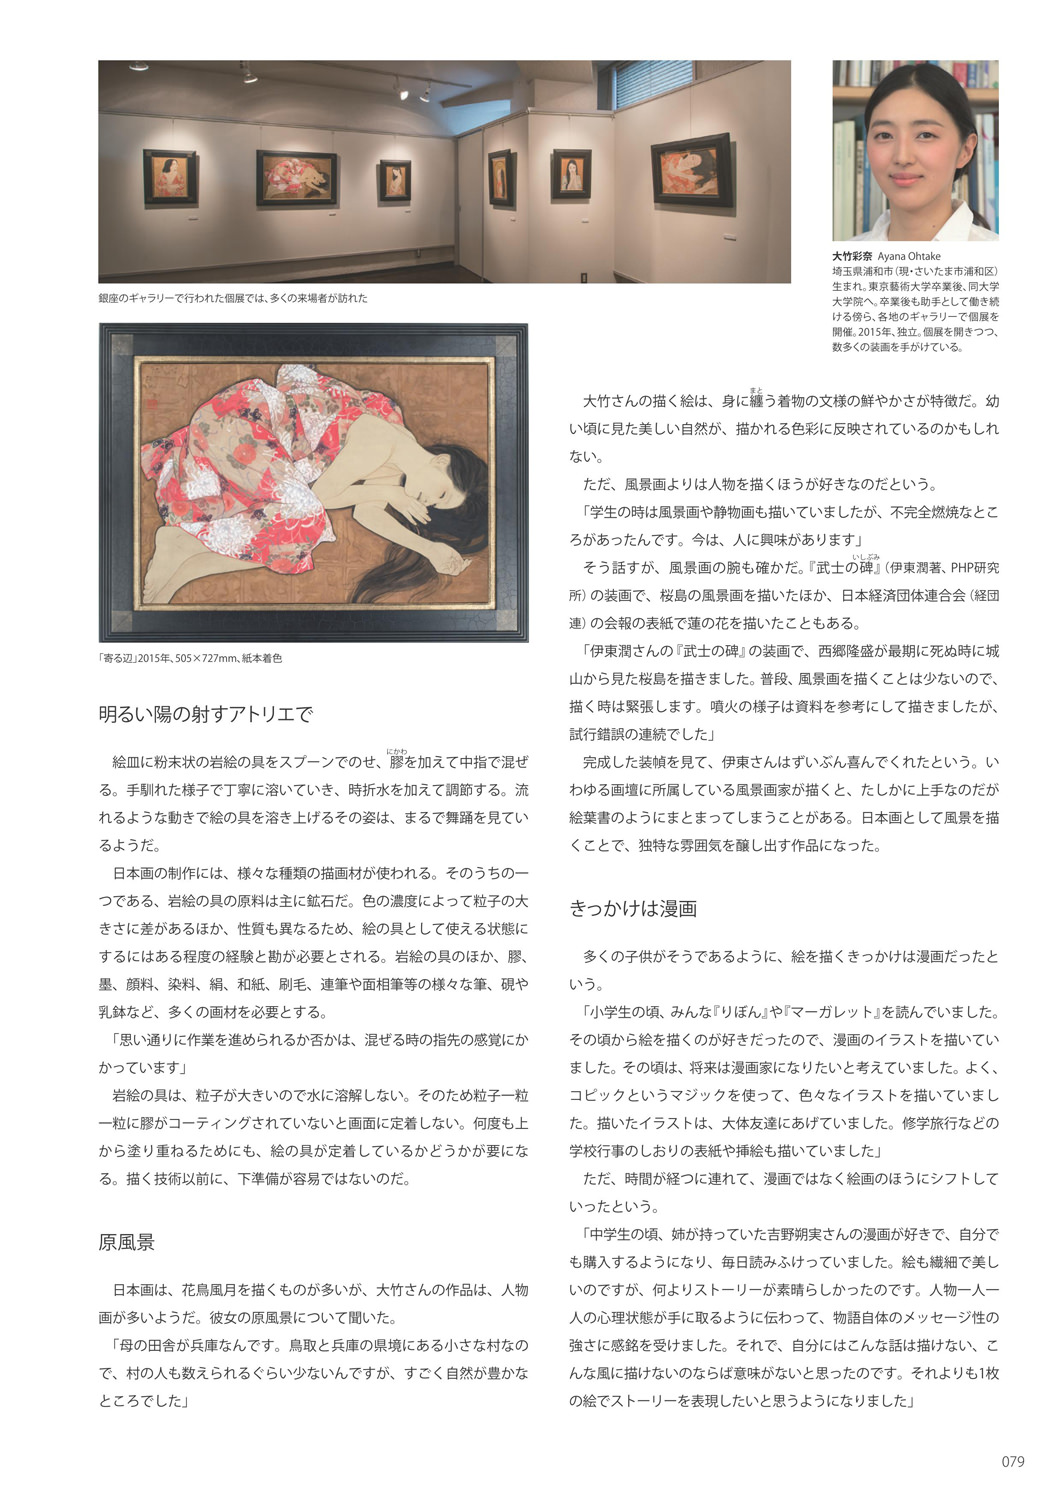 銀座のギャラリーで行われた個展では、多くの来場者が訪れた
大竹彩奈 Ayana Ohtake
埼玉県浦和市（現・さいたま市浦和区）
生まれ。東京藝術大学卒業後、同大学
大学院へ。卒業後も助手として働き続
ける傍ら、各地のギャラリーで個展を
開催。2015年、独立。個展を開きつつ、
数多くの装画を手がけている。
「寄る辺」2015年、505×727mm、紙本着色
明るい陽の射すアトリエで
にかわ
絵皿に粉末状の岩絵の具をスプーンでのせ、膠を加えて中指で混ぜ
る。手馴れた様子で丁寧に溶いていき、時折水を加えて調節する。流
れるような動きで絵の具を溶き上げるその姿は、まるで舞踊を見てい
るようだ。
日本画の制作には、様々な種類の描画材が使われる。そのうちの一
つである、岩絵の具の原料は主に鉱石だ。色の濃度によって粒子の大
きさに差があるほか、性質も異なるため、絵の具として使える状態に
するにはある程度の経験と勘が必要とされる。岩絵の具のほか、膠、
墨、顔料、染料、絹、和紙、刷毛、連筆や面相筆等の様々な筆、硯や
乳鉢など、多くの画材を必要とする。
「思い通りに作業を進められるか否かは、混ぜる時の指先の感覚にか
かっています」
岩絵の具は、粒子が大きいので水に溶解しない。そのため粒子一粒
一粒に膠がコーティングされていないと画面に定着しない。何度も上
から塗り重ねるためにも、絵の具が定着しているかどうかが要にな
る。描く技術以前に、下準備が容易ではないのだ。
原風景
日本画は、花鳥風月を描くものが多いが、大竹さんの作品は、人物
画が多いようだ。彼女の原風景について聞いた。
「母の田舎が兵庫なんです。鳥取と兵庫の県境にある小さな村なの
で、村の人も数えられるぐらい少ないんですが、すごく自然が豊かな
ところでした」
まと
大竹さんの描く絵は、身に纏う着物の文様の鮮やかさが特徴だ。幼
い頃に見た美しい自然が、描かれる色彩に反映されているのかもしれ
ない。
ただ、風景画よりは人物を描くほうが好きなのだという。
「学生の時は風景画や静物画も描いていましたが、不完全燃焼なとこ
ろがあったんです。今は、人に興味があります」
いしぶみ
そう話すが、風景画の腕も確かだ。『武士の碑』（伊東潤著、PHP研究
所）の装画で、桜島の風景画を描いたほか、日本経済団体連合会（経団
連）の会報の表紙で蓮の花を描いたこともある。
「伊東潤さんの『武士の碑』の装画で、西郷隆盛が最期に死ぬ時に城
山から見た桜島を描きました。普段、風景画を描くことは少ないので、
描く時は緊張します。噴火の様子は資料を参考にして描きましたが、
試行錯誤の連続でした」
完成した装幀を見て、伊東さんはずいぶん喜んでくれたという。い
わゆる画壇に所属している風景画家が描くと、たしかに上手なのだが
絵葉書のようにまとまってしまうことがある。日本画として風景を描
くことで、独特な雰囲気を醸し出す作品になった。
きっかけは漫画
多くの子供がそうであるように、絵を描くきっかけは漫画だったと
いう。
「小学生の頃、みんな『りぼん』や『マーガレット』を読んでいました。
その頃から絵を描くのが好きだったので、漫画のイラストを描いてい
ました。その頃は、将来は漫画家になりたいと考えていました。よく、
コピックというマジックを使って、色々なイラストを描いていまし
た。描いたイラストは、大体友達にあげていました。修学旅行などの
学校行事のしおりの表紙や挿絵も描いていました」
ただ、時間が経つに連れて、漫画ではなく絵画のほうにシフトして
いったという。
「中学生の頃、姉が持っていた吉野朔実さんの漫画が好きで、自分で
も購入するようになり、毎日読みふけっていました。絵も繊細で美し
いのですが、何よりストーリーが素晴らしかったのです。人物一人一
人の心理状態が手に取るように伝わって、物語自体のメッセージ性の
強さに感銘を受けました。それで、自分にはこんな話は描けない、こ
んな風に描けないのならば意味がないと思ったのです。それよりも1枚
の絵でストーリーを表現したいと思うようになりました」
079